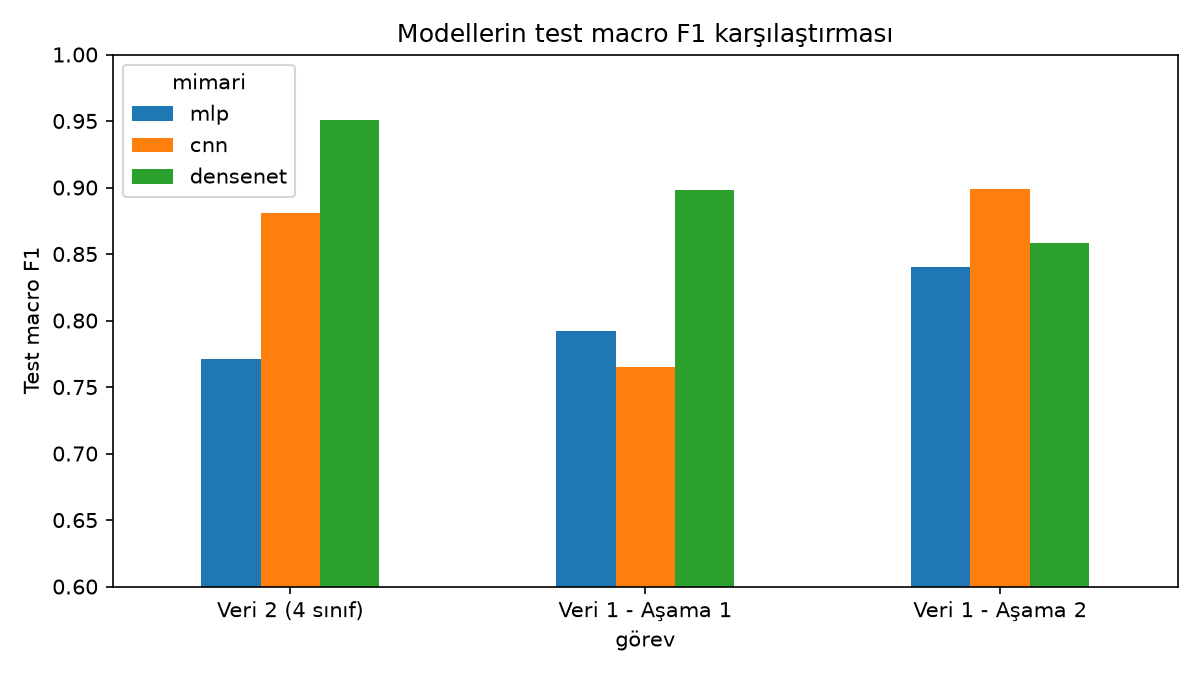 Modellerin test macro F1 karşılaştırması
mimari
mlp
cnn
densenet
Test macro F1
1.00
0.95
0.90
0.85
0.80
0.75
0.70
0.65
0.60
Veri 2 (4 sınıf)
Veri 1 - Aşama 1
Veri 1 - Aşama 2
görev